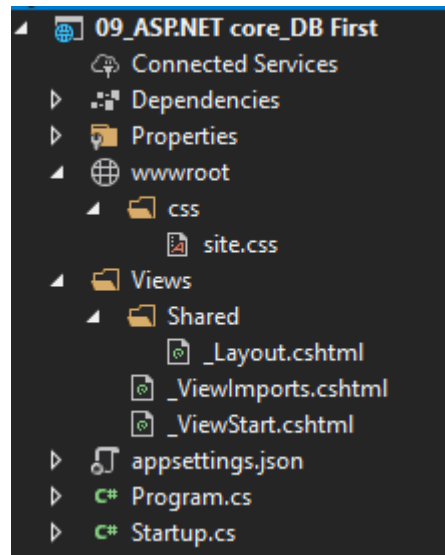 09_ASP.NET core_DB First
Connected Services
Dependencies
Properties
wwwroot
css
site.css
Views
Shared
_Layout.cshtml
_ViewImports.cshtml
_ViewStart.cshtml
appsettings.json
C# Program.cs
C# Startup.cs